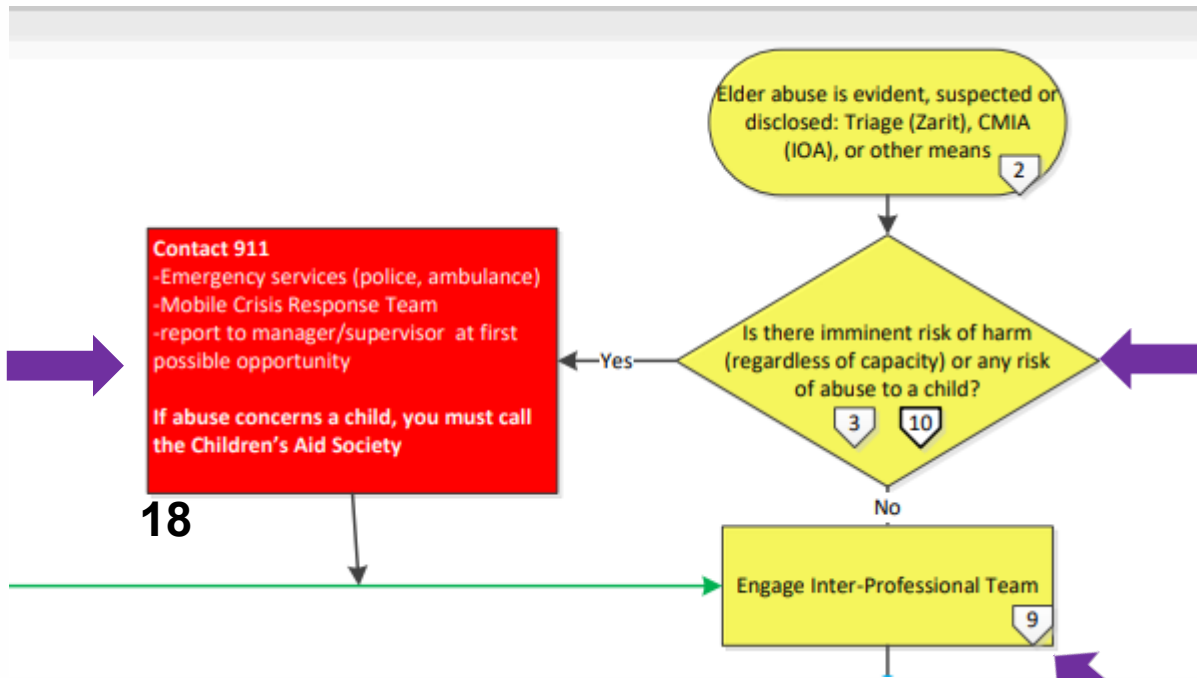 Elder abuse is evident, suspected or
disclosed: Triage (Zarit), CMIA
(IOA), or other means
2
Contact 911
-Emergency services (police, ambulance)
-Mobile Crisis Response Team
-report to manager/supervisor at first
possible opportunity
If abuse concerns a child, you must call
the Children's Aid Society
18
Yes
Is there imminent risk of harm
(regardless of capacity) or any risk
of abuse to a child?
3
10
No
Engage Inter-Professional Team
9